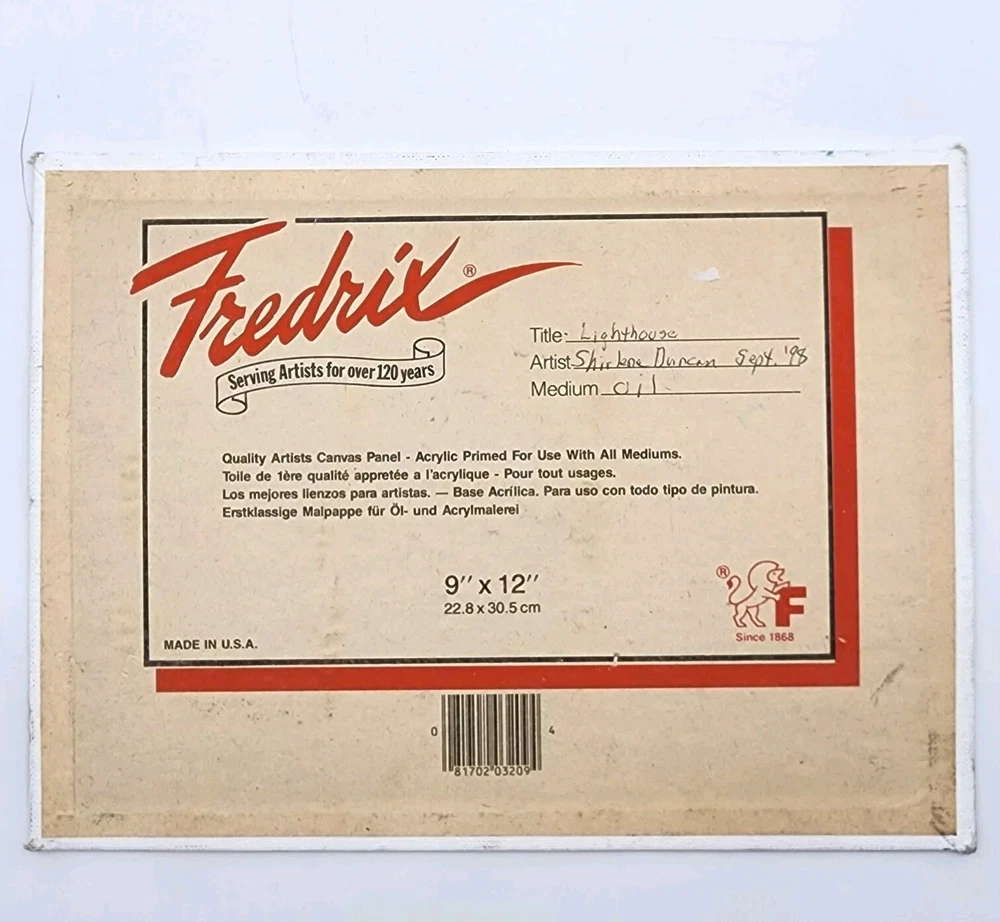 Fredrix ®
Serving Artists for over 120 years
Title: Lighthouse
Artist Shirlene Duncan Sept. '98
Medium oil
Quality Artists Canvas Panel - Acrylic Primed For Use With All Mediums.
Toile de 1ère qualité appretée a l'acrylique - Pour tout usages.
Los mejores lienzos para artistas. — Base Acrílica. Para uso con todo tipo de pintura.
Erstklassige Malpappe für Öl- und Acrylmalerei
9" x 12"
22.8 x 30.5 cm
® F
Since 1868
MADE IN U.S.A.
0 81702 03209 4